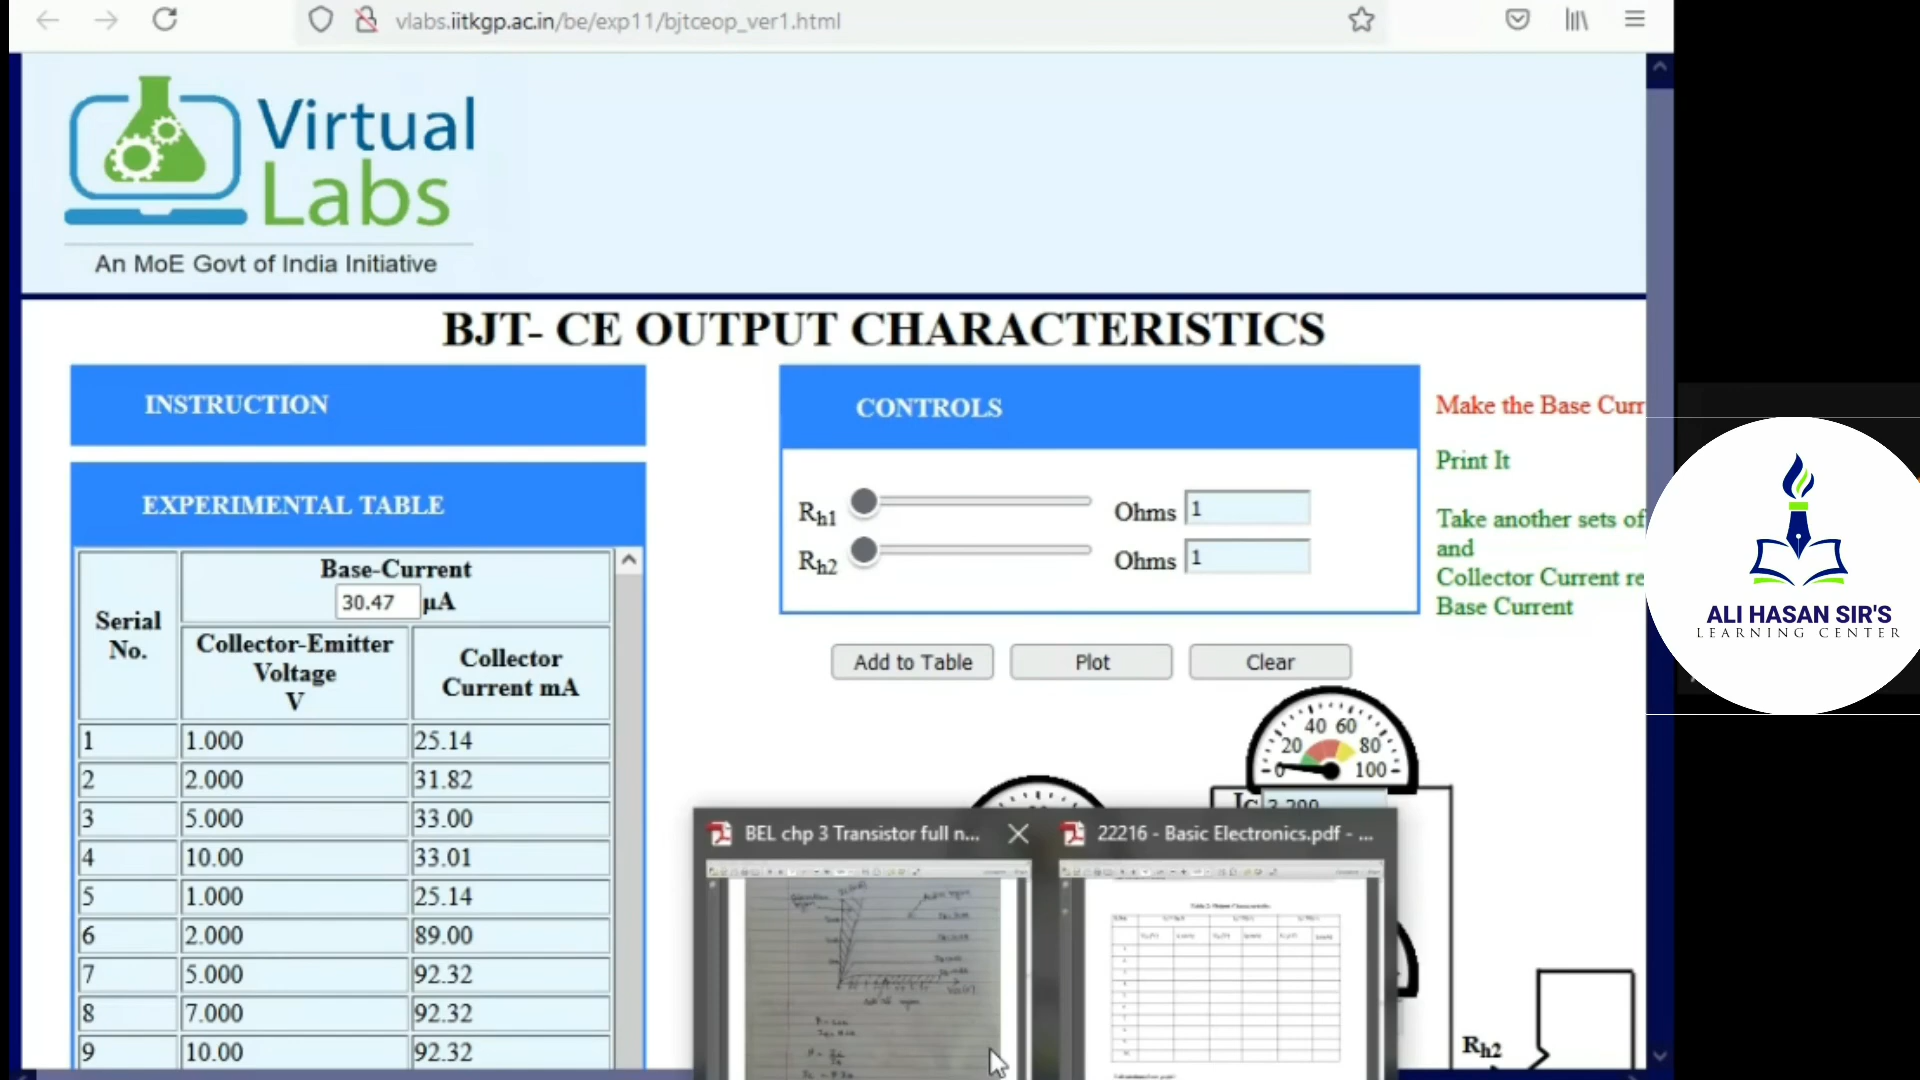 vlabs.iitkgp.ac.in/be/exp11/bjtceop_ver1.html
Virtual
Labs
An MoE Govt of India Initiative
BJT- CE OUTPUT CHARACTERISTICS
INSTRUCTION
EXPERIMENTAL TABLE
Serial No.
Base-Current
30.47 μA
Collector-Emitter Voltage V
Collector Current mA
1 1.000 25.14
2 2.000 31.82
3 5.000 33.00
4 10.00 33.01
5 1.000 25.14
6 2.000 89.00
7 5.000 92.32
8 7.000 92.32
9 10.00 92.32
CONTROLS
Rh1 Ohms 1
Rh2 Ohms 1
Add to Table Plot Clear
Make the Base Curr
Print It
Take another sets of
and
Collector Current re
Base Current
40 60
20 80
0 100
Rh2
BEL chp 3 Transistor full n...
22216 - Basic Electronics.pdf - ...
ALI HASAN SIR'S
LEARNING CENTER